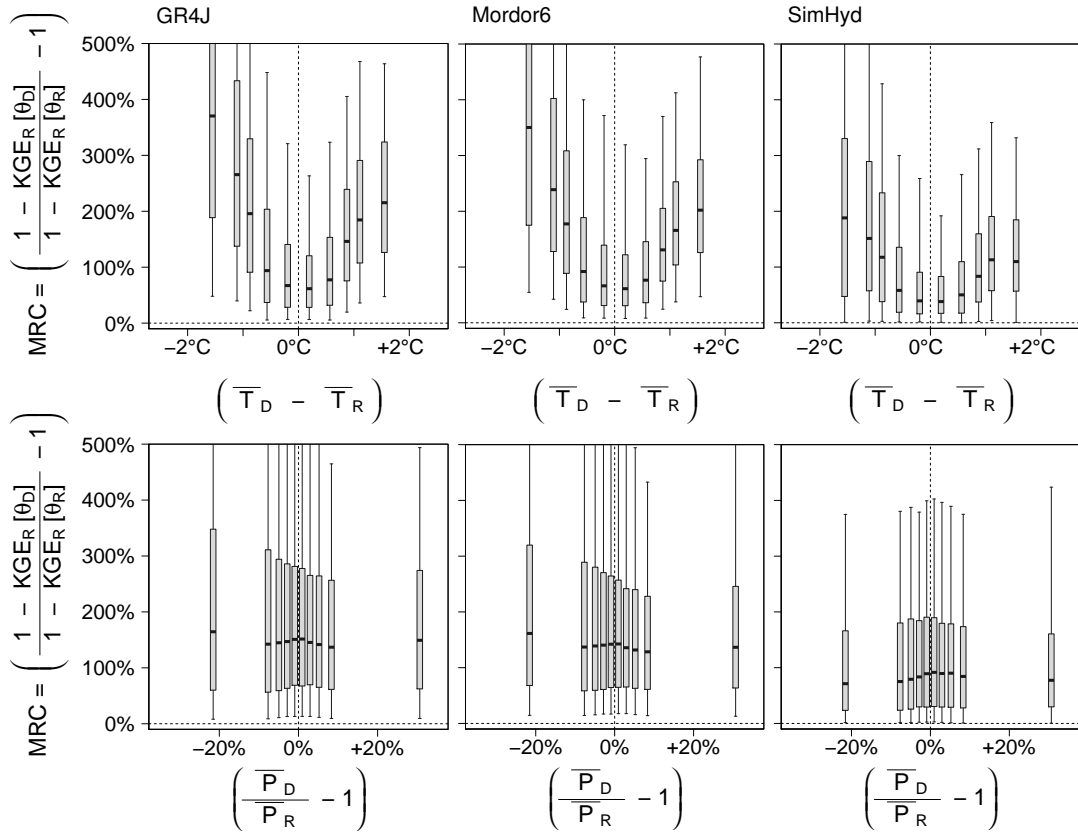 GR4J
Mordor6
SimHyd
MRC = ( 1 − KGE_R [θ_D] / 1 − KGE_R [θ_R] − 1 )
500%
400%
300%
200%
100%
0%
−2°C 0°C +2°C
−2°C 0°C +2°C
−2°C 0°C +2°C
( T̅_D − T̅_R )
( T̅_D − T̅_R )
( T̅_D − T̅_R )
MRC = ( 1 − KGE_R [θ_D] / 1 − KGE_R [θ_R] − 1 )
500%
400%
300%
200%
100%
0%
−20% 0% +20%
−20% 0% +20%
−20% 0% +20%
( P̅_D / P̅_R − 1 )
( P̅_D / P̅_R − 1 )
( P̅_D / P̅_R − 1 )